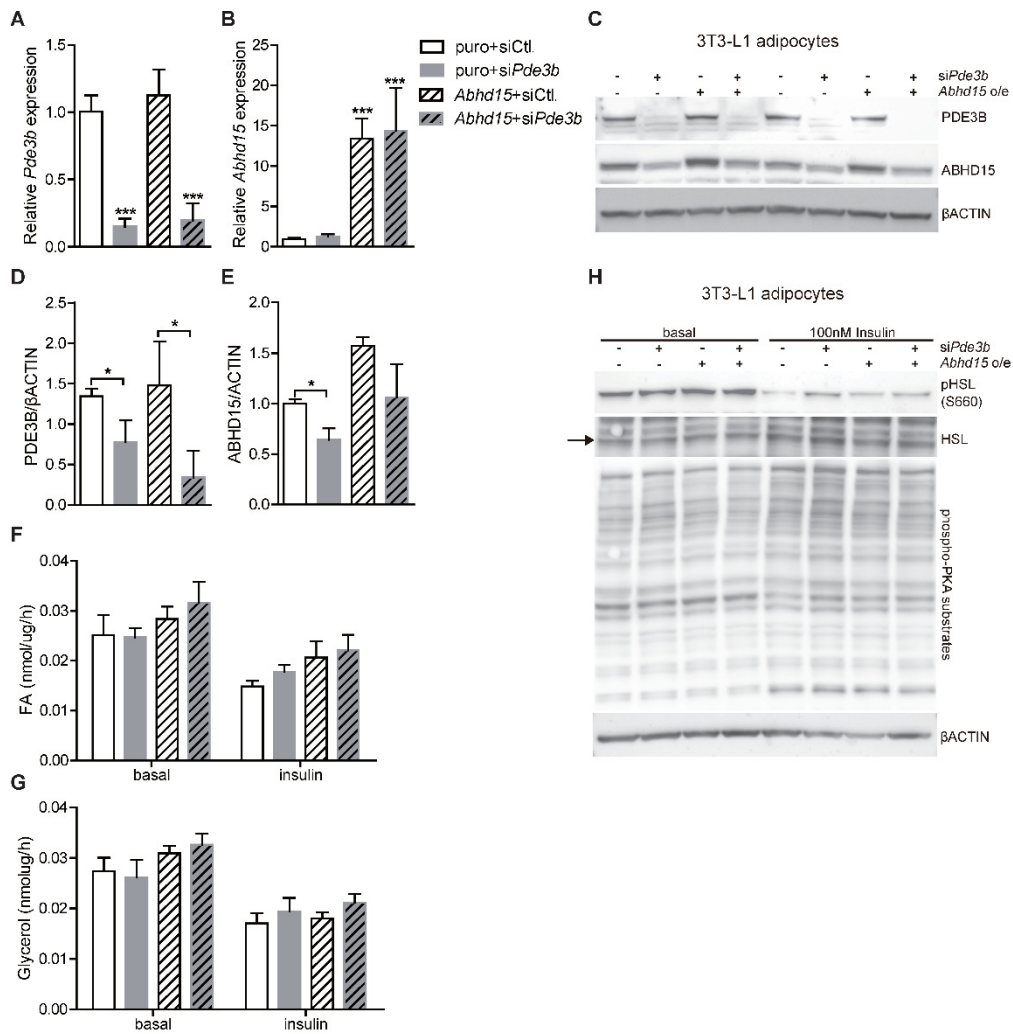 A
Relative Pde3b expression
1.5
1.0
0.5
0.0
***
***
B
Relative Abhd15 expression
25
20
15
10
5
0
***
***
puro+siCtl.
puro+siPde3b
Abhd15+siCtl.
Abhd15+siPde3b
C
3T3-L1 adipocytes
- + - + - + - + siPde3b
- - + + - - + + Abhd15 o/e
PDE3B
ABHD15
βACTIN
D
PDE3B/βACTIN
2.5
2.0
1.5
1.0
0.5
0.0
*
*
E
ABHD15/ACTIN
2.0
1.5
1.0
0.5
0.0
*
F
FA (nmol/ug/h)
0.04
0.03
0.02
0.01
0.00
basal insulin
G
Glycerol (nmolug/h)
0.04
0.03
0.02
0.01
0.00
basal insulin
H
3T3-L1 adipocytes
basal 100nM Insulin
- + - + - + - + siPde3b
- - + + - - + + Abhd15 o/e
pHSL
(S660)
HSL
phospho-PKA substrates
βACTIN